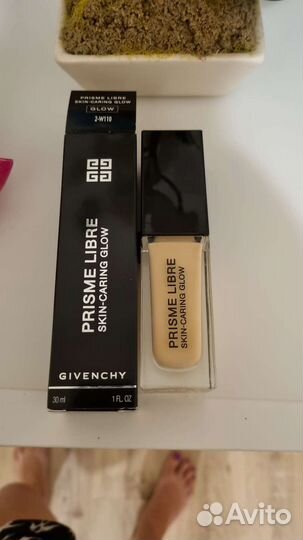 PRISME LIBRE
SKIN-CARING GLOW
GLOW
2-W110
PRISME LIBRE
SKIN-CARING GLOW
GIVENCHY
30 ml
1 FL. OZ
PRISME LIBRE
SKIN-CARING GLOW
Avito